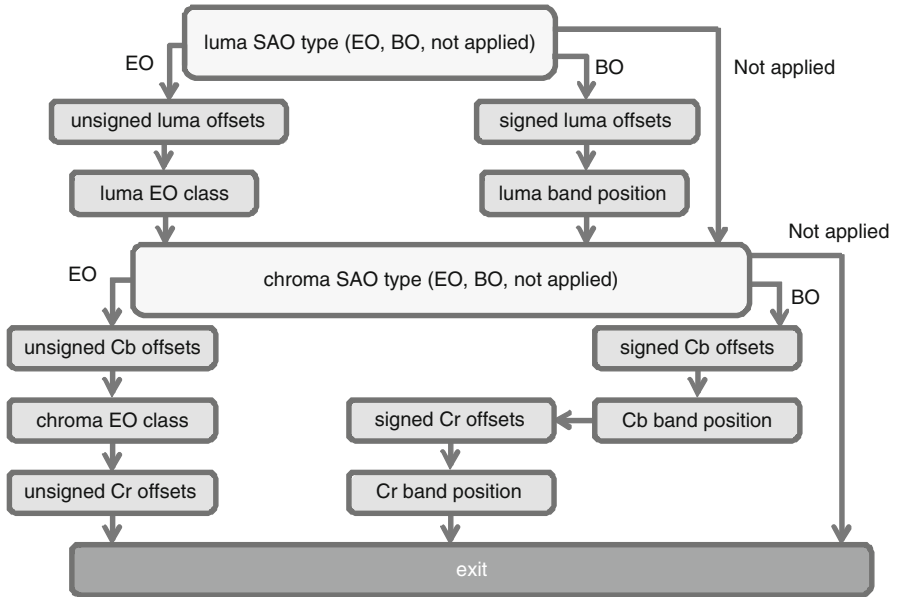 luma SAO type (EO, BO, not applied)
EO
BO
Not applied
unsigned luma offsets
signed luma offsets
luma EO class
luma band position
Not applied
chroma SAO type (EO, BO, not applied)
EO
BO
unsigned Cb offsets
signed Cb offsets
chroma EO class
signed Cr offsets
Cb band position
unsigned Cr offsets
Cr band position
exit